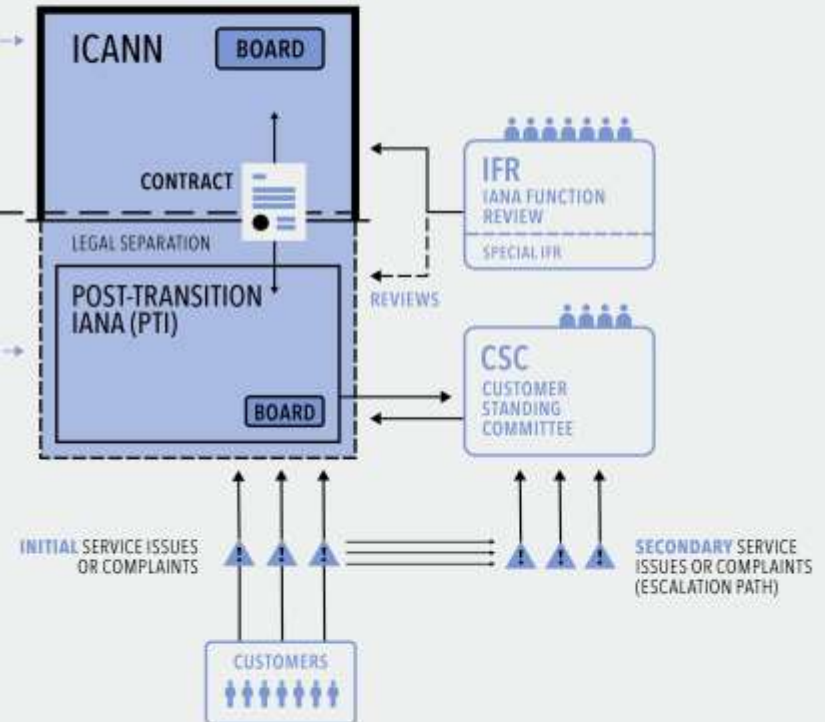 ICANN
BOARD
CONTRACT
LEGAL SEPARATION
POST-TRANSITION
IANA (PTI)
BOARD
IFR
IANA FUNCTION
REVIEW
SPECIAL IFR
REVIEWS
CSC
CUSTOMER
STANDING
COMMITTEE
INITIAL SERVICE ISSUES
OR COMPLAINTS
SECONDARY SERVICE
ISSUES OR COMPLAINTS
(ESCALATION PATH)
CUSTOMERS